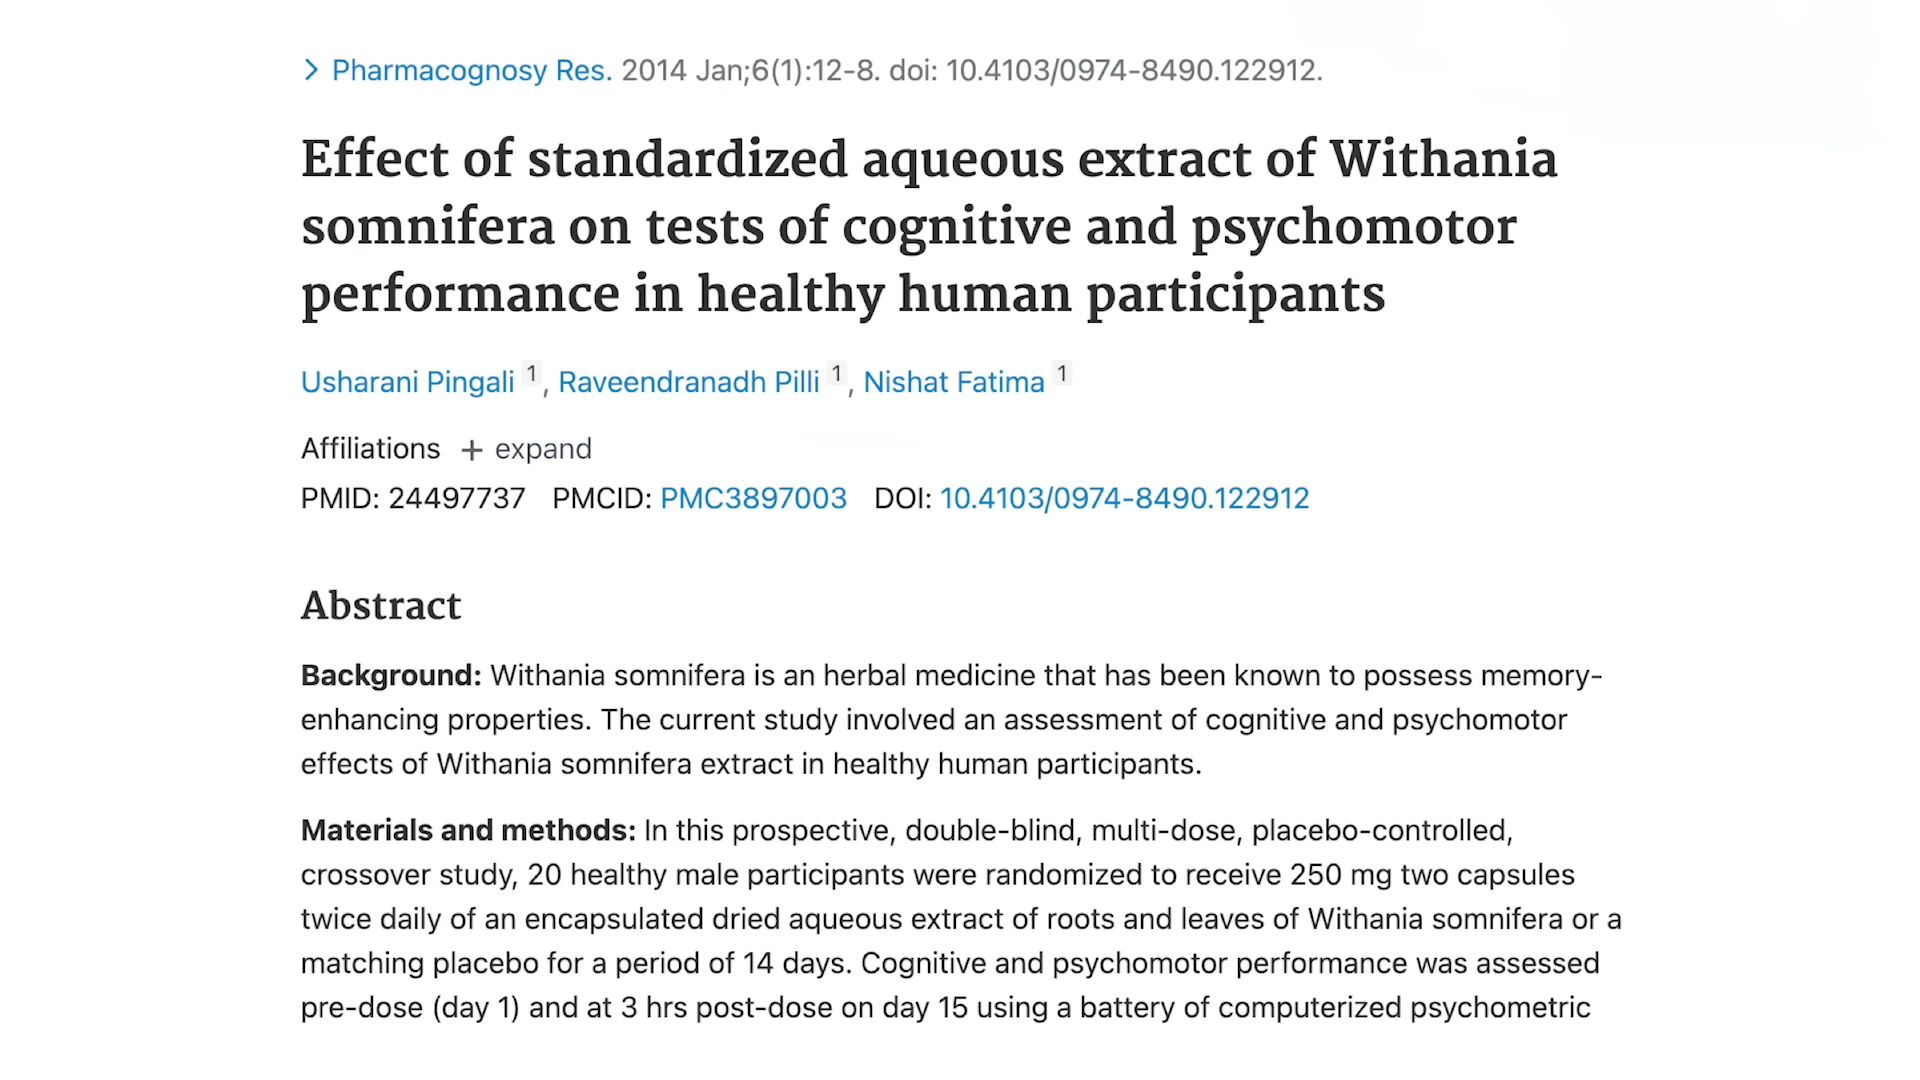 > Pharmacognosy Res. 2014 Jan;6(1):12-8. doi: 10.4103/0974-8490.122912.
Effect of standardized aqueous extract of Withania
somnifera on tests of cognitive and psychomotor
performance in healthy human participants
Usharani Pingali 1, Raveendranadh Pilli 1, Nishat Fatima 1
Affiliations + expand
PMID: 24497737 PMCID: PMC3897003 DOI: 10.4103/0974-8490.122912
Abstract
Background: Withania somnifera is an herbal medicine that has been known to possess memory-
enhancing properties. The current study involved an assessment of cognitive and psychomotor
effects of Withania somnifera extract in healthy human participants.
Materials and methods: In this prospective, double-blind, multi-dose, placebo-controlled,
crossover study, 20 healthy male participants were randomized to receive 250 mg two capsules
twice daily of an encapsulated dried aqueous extract of roots and leaves of Withania somnifera or a
matching placebo for a period of 14 days. Cognitive and psychomotor performance was assessed
pre-dose (day 1) and at 3 hrs post-dose on day 15 using a battery of computerized psychometric